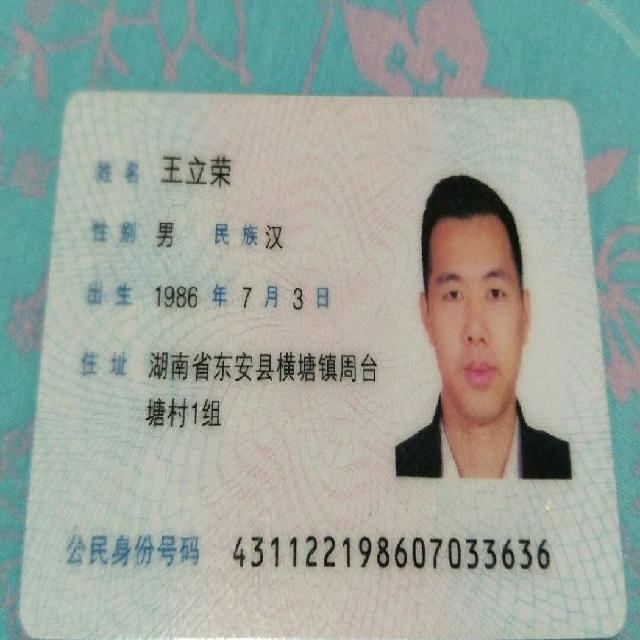 姓名 王立荣
性别 男 民族 汉
出生 1986 年 7 月 3 日
住址 湖南省东安县横塘镇周台
塘村1组
公民身份号码 431122198607033636